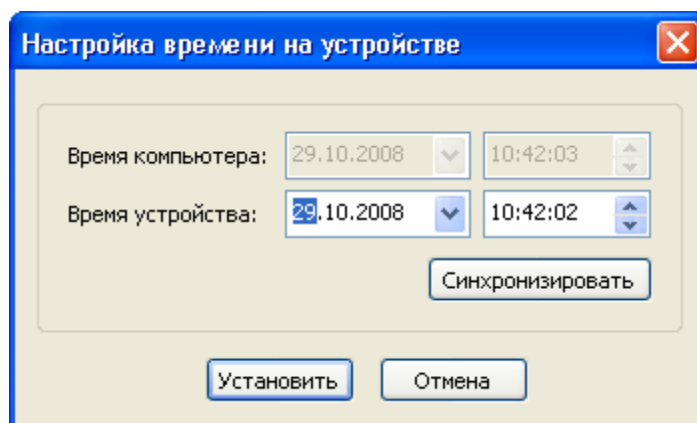 Настройка времени на устройстве
Время компьютера: 29.10.2008 10:42:03
Время устройства: 29.10.2008 10:42:02
Синхронизировать
Установить Отмена